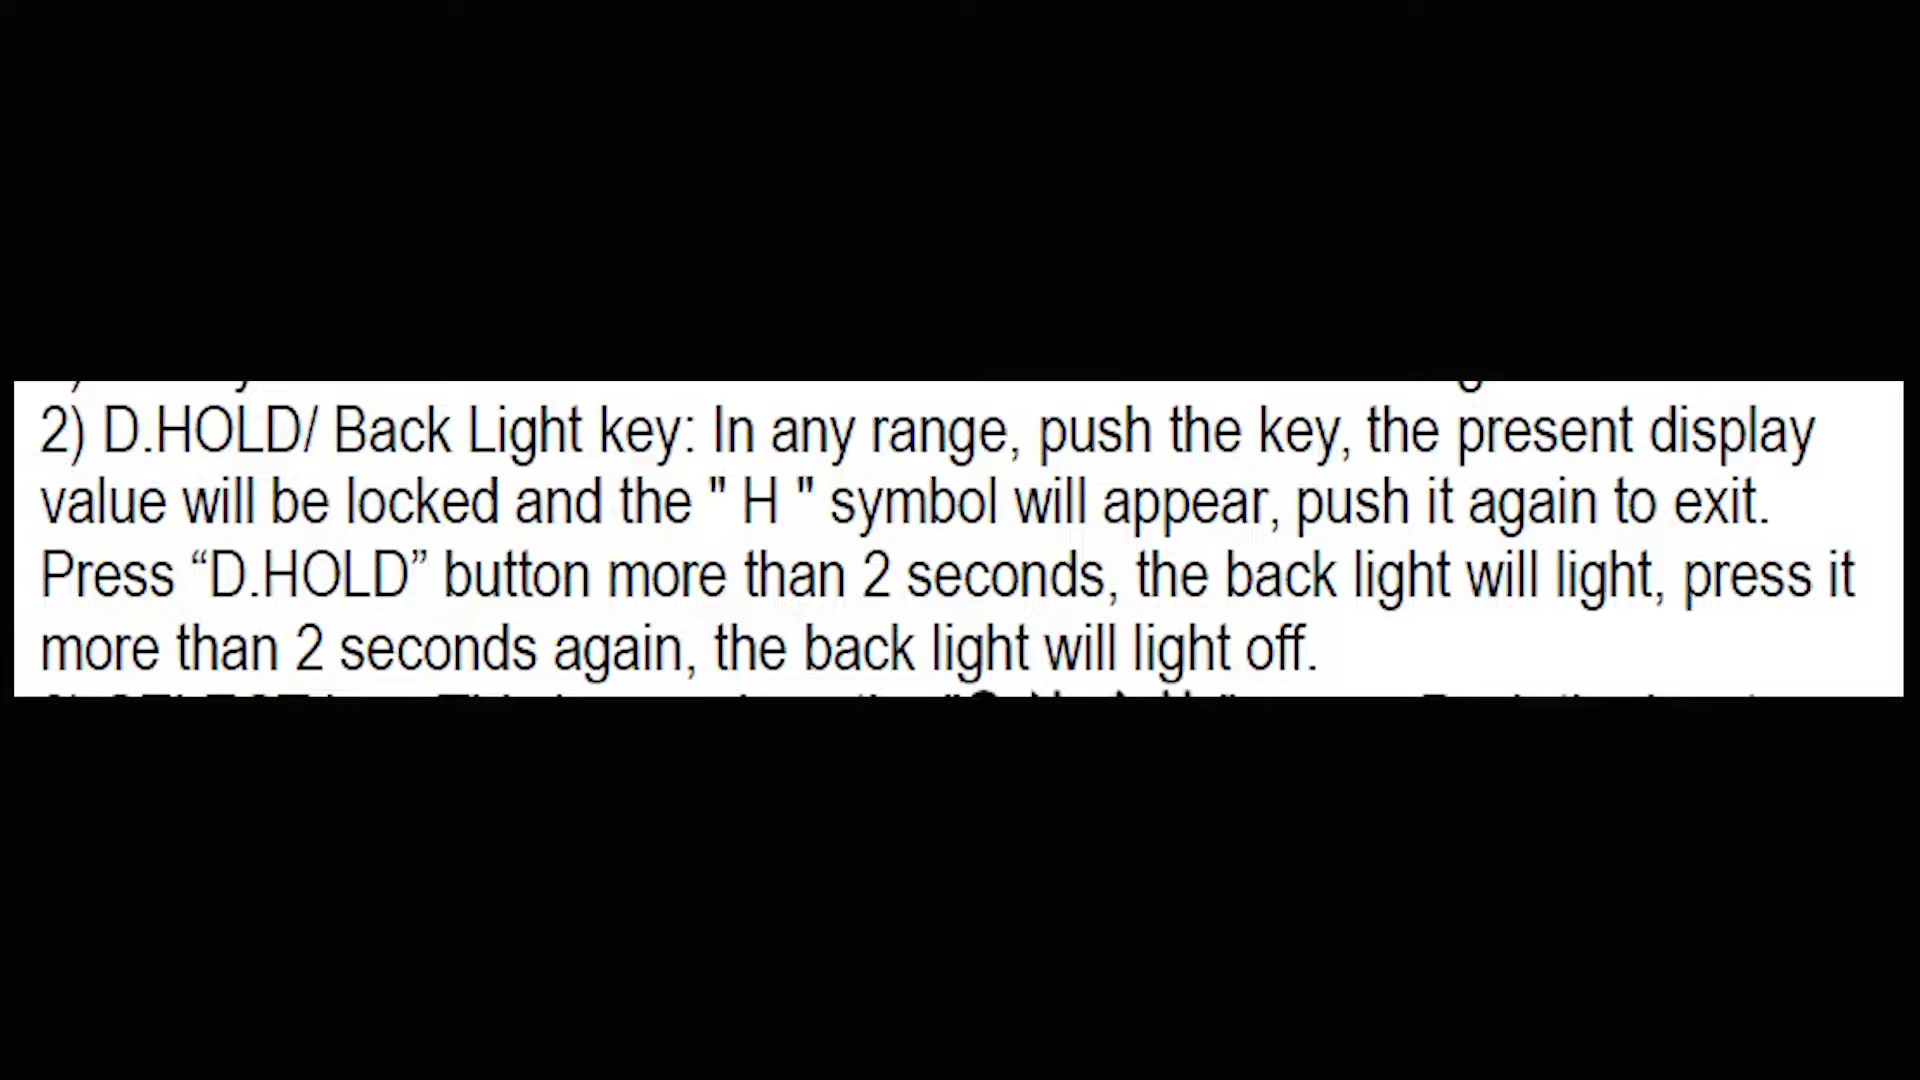 2) D.HOLD/ Back Light key: In any range, push the key, the present display
value will be locked and the " H " symbol will appear, push it again to exit.
Press “D.HOLD” button more than 2 seconds, the back light will light, press it
more than 2 seconds again, the back light will light off.